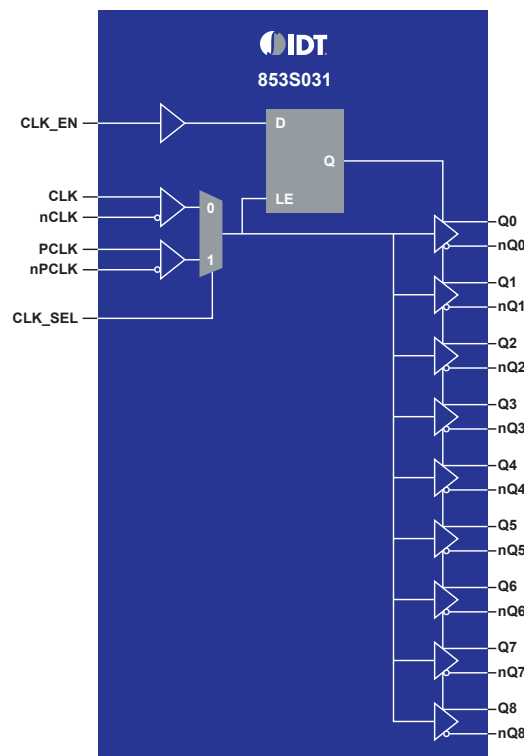 IDT
853S031
CLK_EN
D
Q
CLK
nCLK
0
LE
PCLK
nPCLK
1
CLK_SEL
Q0
nQ0
Q1
nQ1
Q2
nQ2
Q3
nQ3
Q4
nQ4
Q5
nQ5
Q6
nQ6
Q7
nQ7
Q8
nQ8